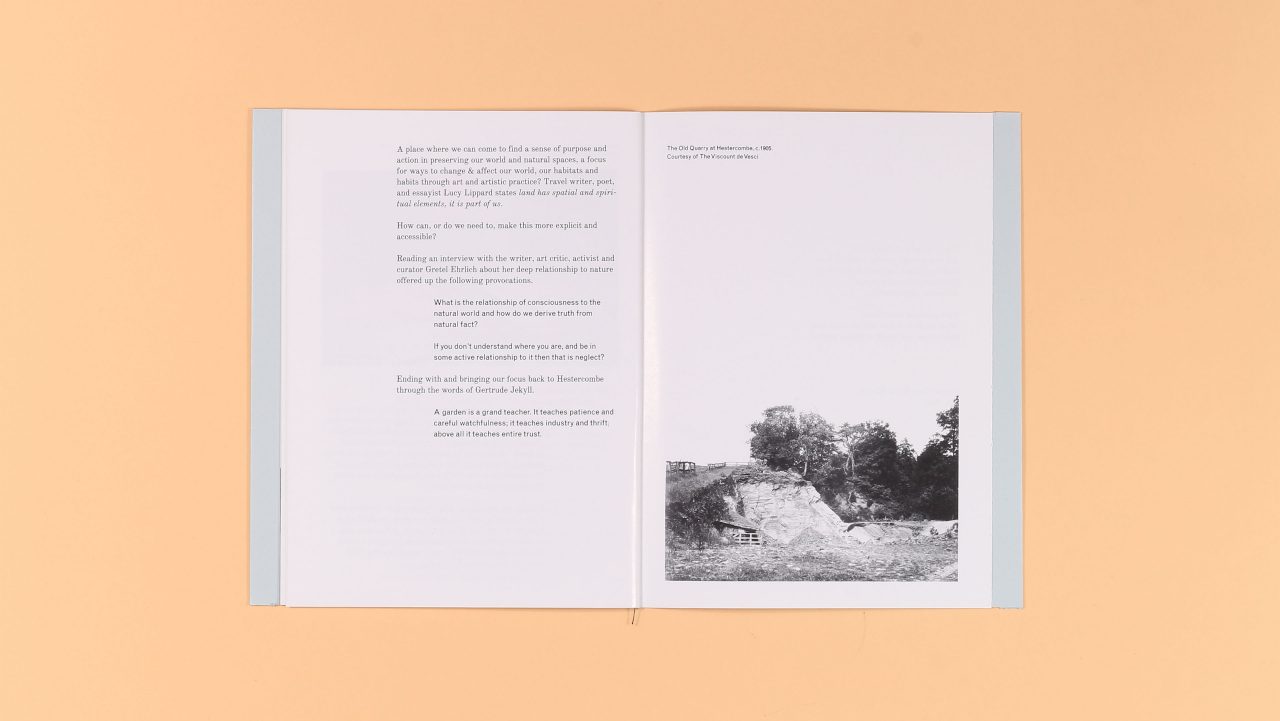 A place where we can come to find a sense of purpose and
action in preserving our world and natural spaces, a focus
for ways to change & affect our world, our habitats and
habits through art and artistic practice? Travel writer, poet,
and essayist Lucy Lippard states land has spatial and spiri-
tual elements, it is part of us.
How can, or do we need to, make this more explicit and
accessible?
Reading an interview with the writer, art critic, activist and
curator Gretel Ehrlich about her deep relationship to nature
offered up the following provocations.
What is the relationship of consciousness to the
natural world and how do we derive truth from
natural fact?
If you don't understand where you are, and be in
some active relationship to it then that is neglect?
Ending with and bringing our focus back to Hestercombe
through the words of Gertrude Jekyll.
A garden is a grand teacher. It teaches patience and
careful watchfulness; it teaches industry and thrift;
above all it teaches entire trust.
The Old Quarry at Hestercombe, c.1905
Courtesy of The Viscount de Vesci